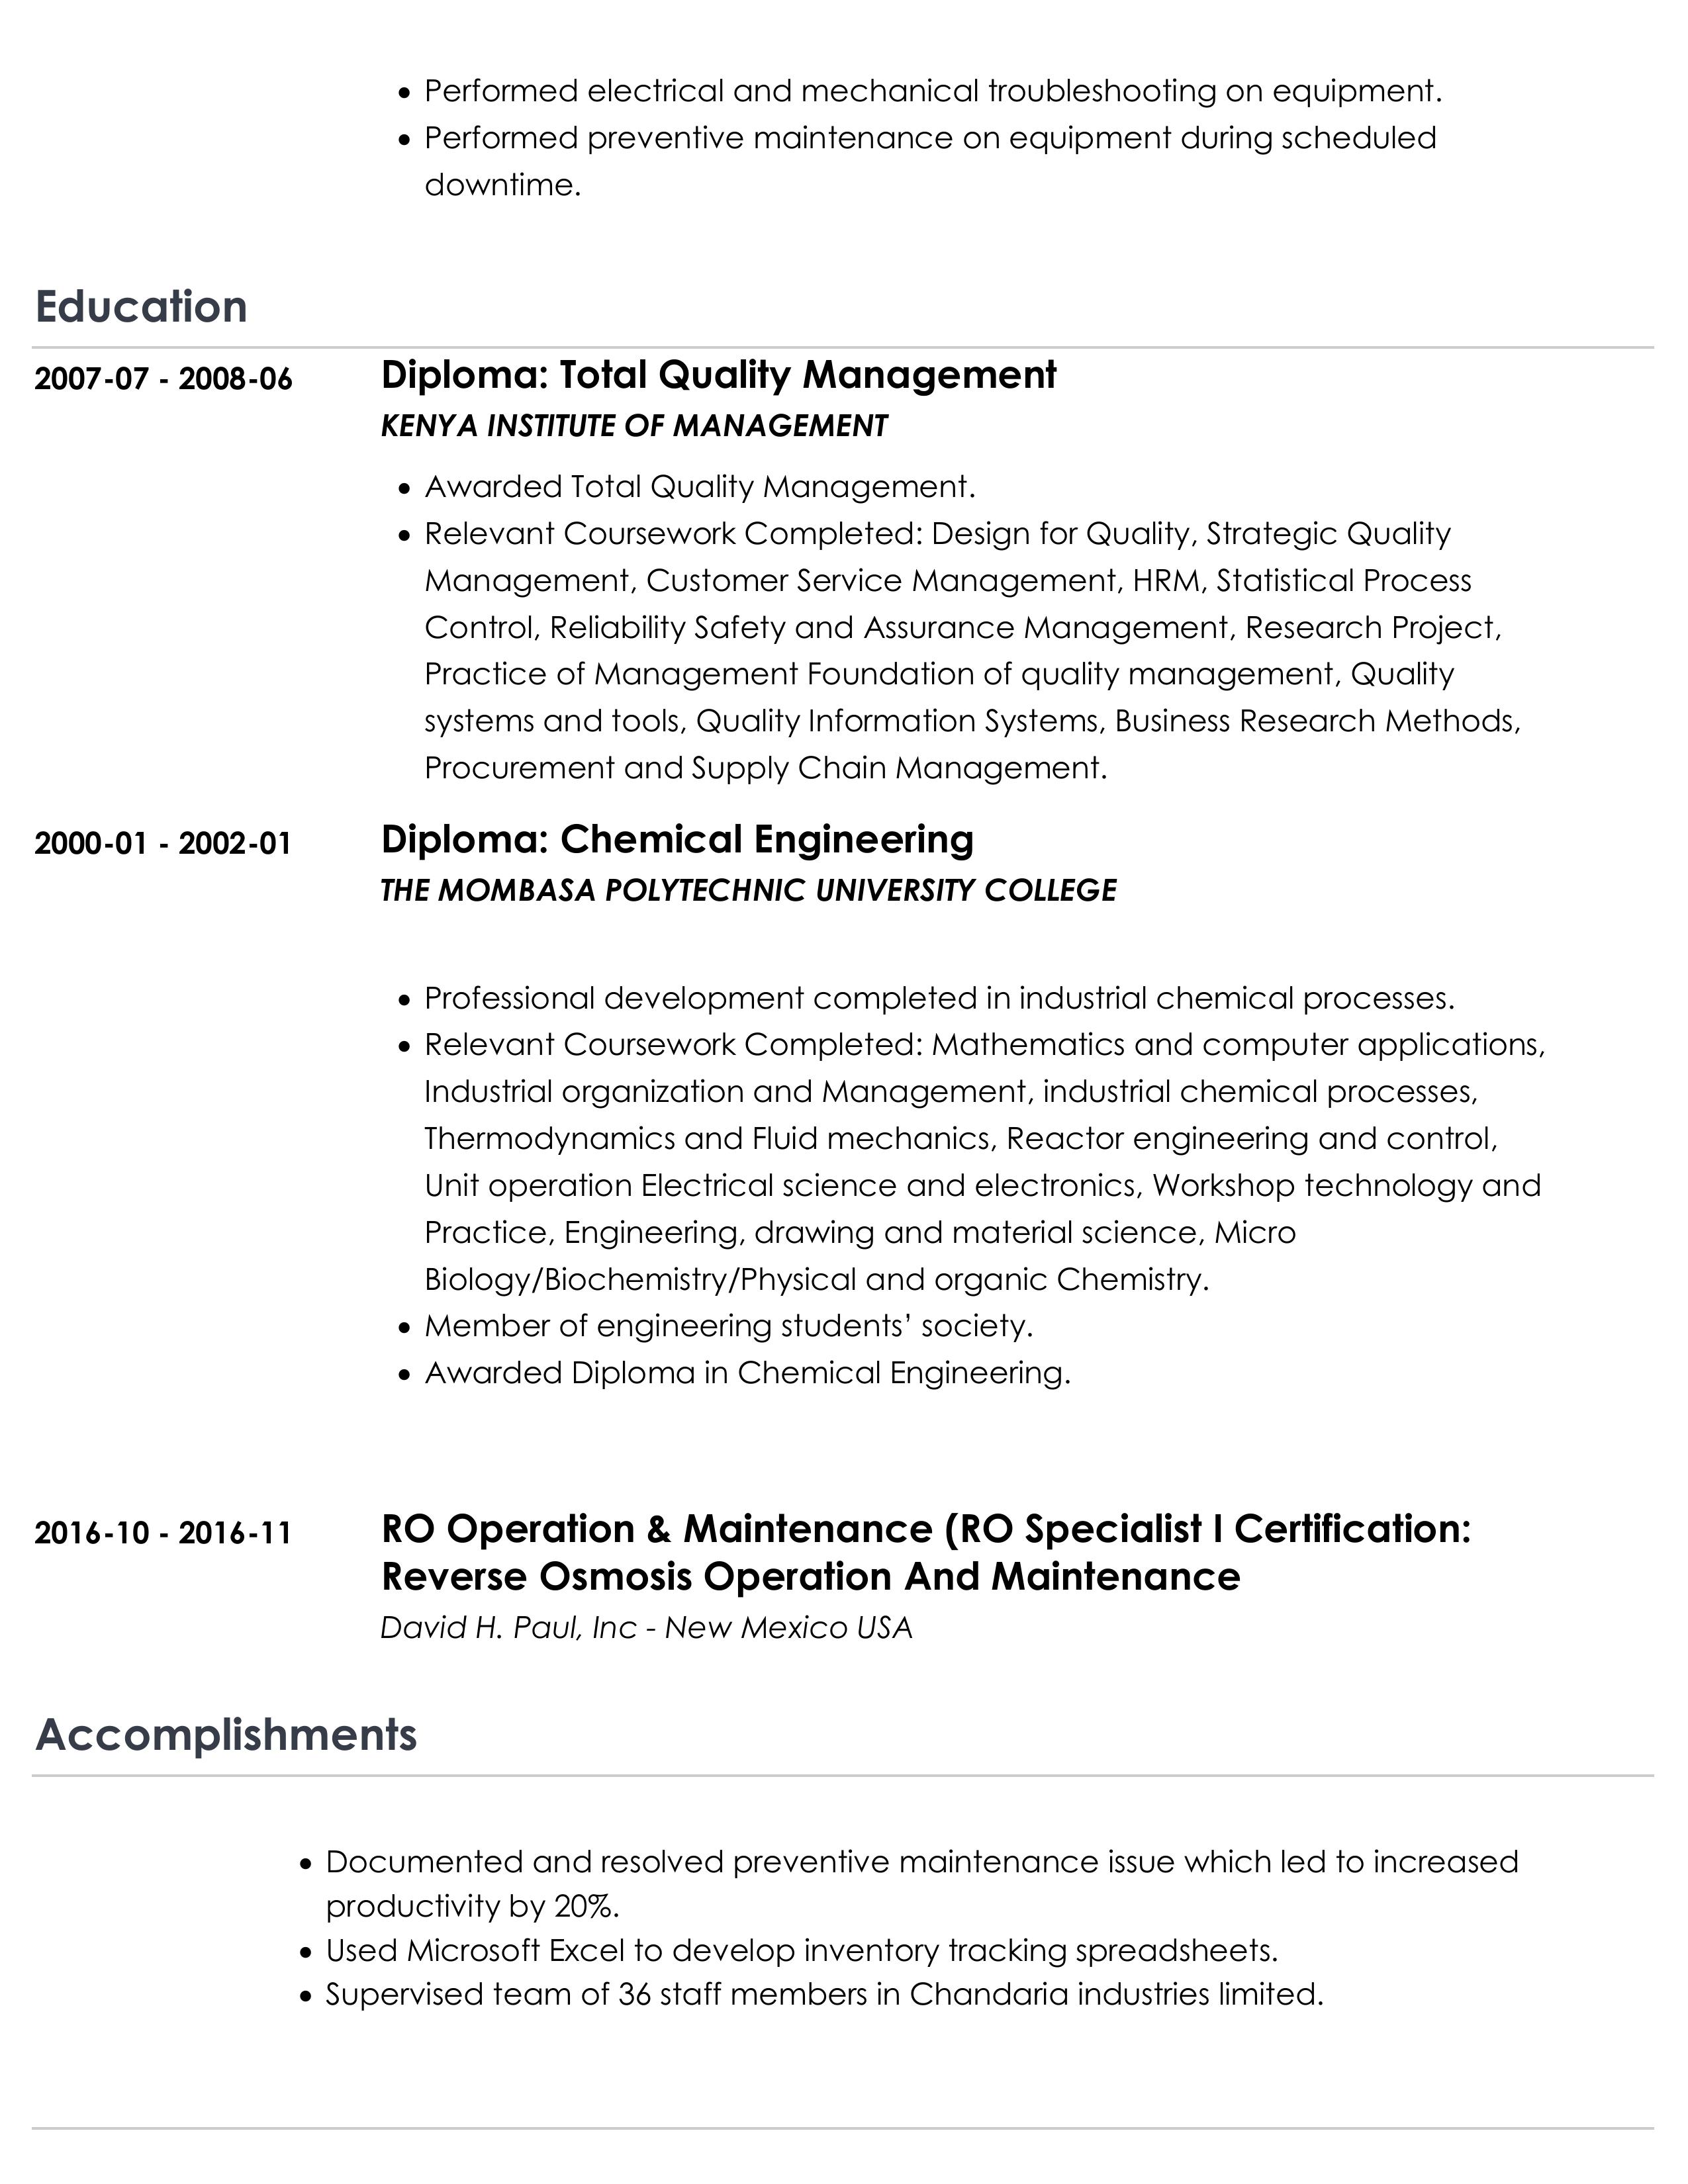 • Performed electrical and mechanical troubleshooting on equipment.
• Performed preventive maintenance on equipment during scheduled
downtime.
Education
2007-07 - 2008-06
Diploma: Total Quality Management
KENYA INSTITUTE OF MANAGEMENT
• Awarded Total Quality Management.
• Relevant Coursework Completed: Design for Quality, Strategic Quality
Management, Customer Service Management, HRM, Statistical Process
Control, Reliability Safety and Assurance Management, Research Project,
Practice of Management Foundation of quality management, Quality
systems and tools, Quality Information Systems, Business Research Methods,
Procurement and Supply Chain Management.
2000-01 - 2002-01
Diploma: Chemical Engineering
THE MOMBASA POLYTECHNIC UNIVERSITY COLLEGE
• Professional development completed in industrial chemical processes.
• Relevant Coursework Completed: Mathematics and computer applications,
Industrial organization and Management, industrial chemical processes,
Thermodynamics and Fluid mechanics, Reactor engineering and control,
Unit operation Electrical science and electronics, Workshop technology and
Practice, Engineering, drawing and material science, Micro
Biology/Biochemistry/Physical and organic Chemistry.
• Member of engineering students’ society.
• Awarded Diploma in Chemical Engineering.
2016-10 - 2016-11
RO Operation & Maintenance (RO Specialist I Certification:
Reverse Osmosis Operation And Maintenance
David H. Paul, Inc - New Mexico USA
Accomplishments
• Documented and resolved preventive maintenance issue which led to increased
productivity by 20%.
• Used Microsoft Excel to develop inventory tracking spreadsheets.
• Supervised team of 36 staff members in Chandaria industries limited.